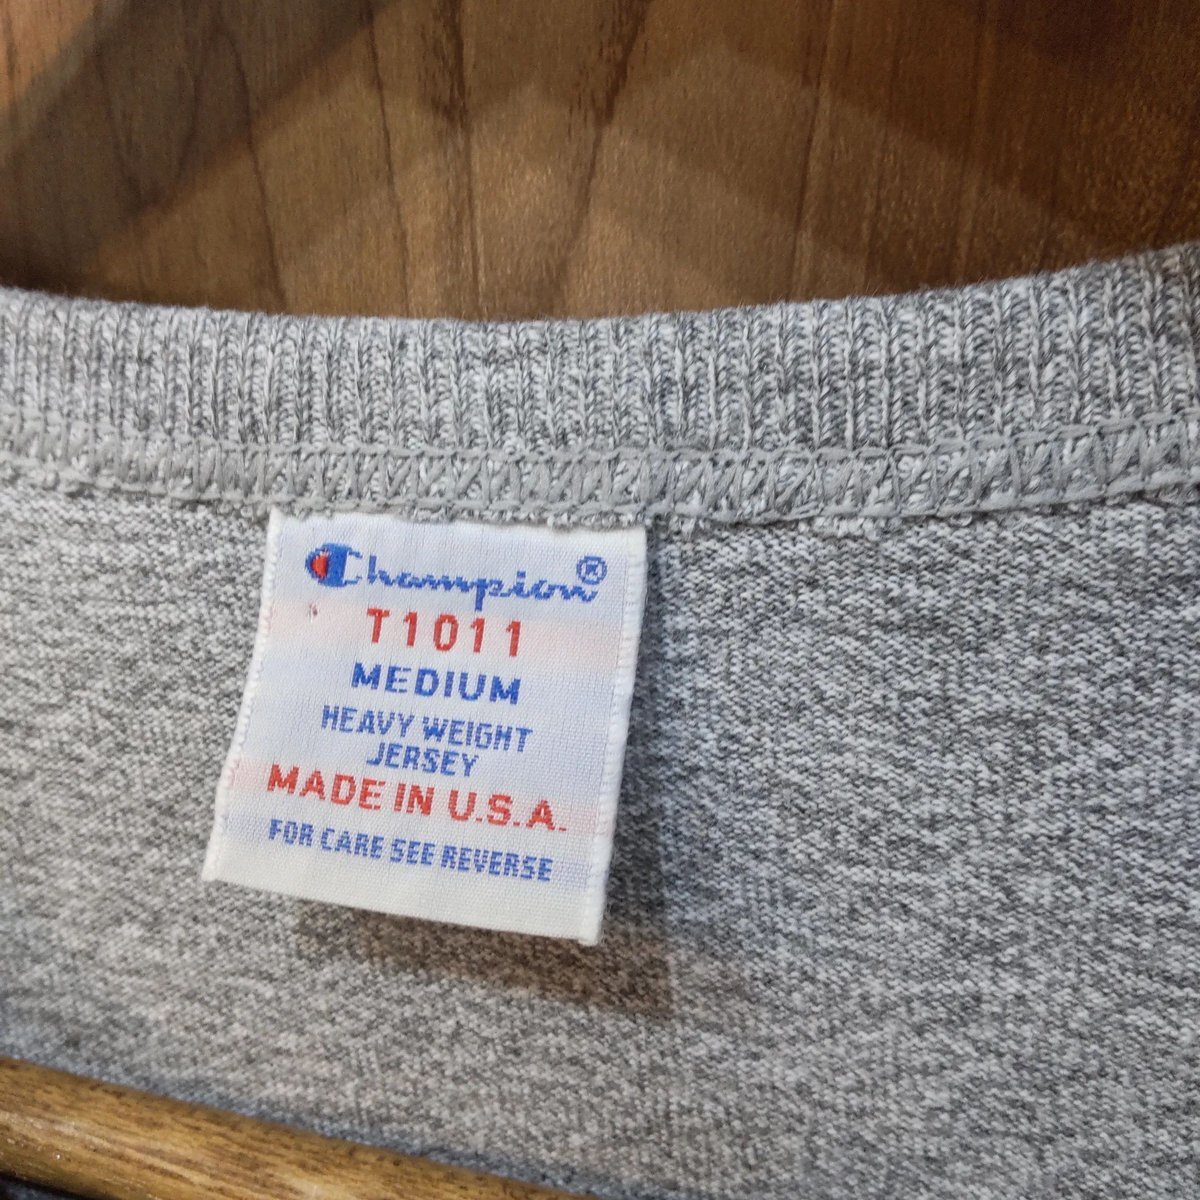 Champion®
T1011
MEDIUM
HEAVY WEIGHT
JERSEY
MADE IN U.S.A.
FOR CARE SEE REVERSE